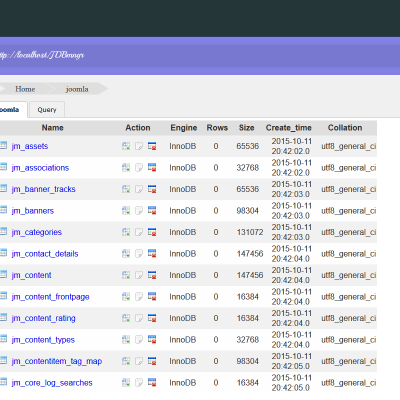 http://localhost/JDBmngr
Home joomla
joomla Query
Name Action Engine Rows Size Create_time Collation
jm_assets InnoDB 0 65536 2015-10-11 20:42:02.0 utf8_general_ci
jm_associations InnoDB 0 32768 2015-10-11 20:42:02.0 utf8_general_ci
jm_banner_tracks InnoDB 0 65536 2015-10-11 20:42:03.0 utf8_general_ci
jm_banners InnoDB 0 98304 2015-10-11 20:42:03.0 utf8_general_ci
jm_categories InnoDB 0 131072 2015-10-11 20:42:03.0 utf8_general_ci
jm_contact_details InnoDB 0 147456 2015-10-11 20:42:04.0 utf8_general_ci
jm_content InnoDB 0 147456 2015-10-11 20:42:04.0 utf8_general_ci
jm_content_frontpage InnoDB 0 16384 2015-10-11 20:42:04.0 utf8_general_ci
jm_content_rating InnoDB 0 16384 2015-10-11 20:42:04.0 utf8_general_ci
jm_content_types InnoDB 0 32768 2015-10-11 20:42:04.0 utf8_general_ci
jm_contentitem_tag_map InnoDB 0 98304 2015-10-11 20:42:05.0 utf8_general_ci
jm_core_log_searches InnoDB 0 16384 2015-10-11 20:42:05.0 utf8_general_ci